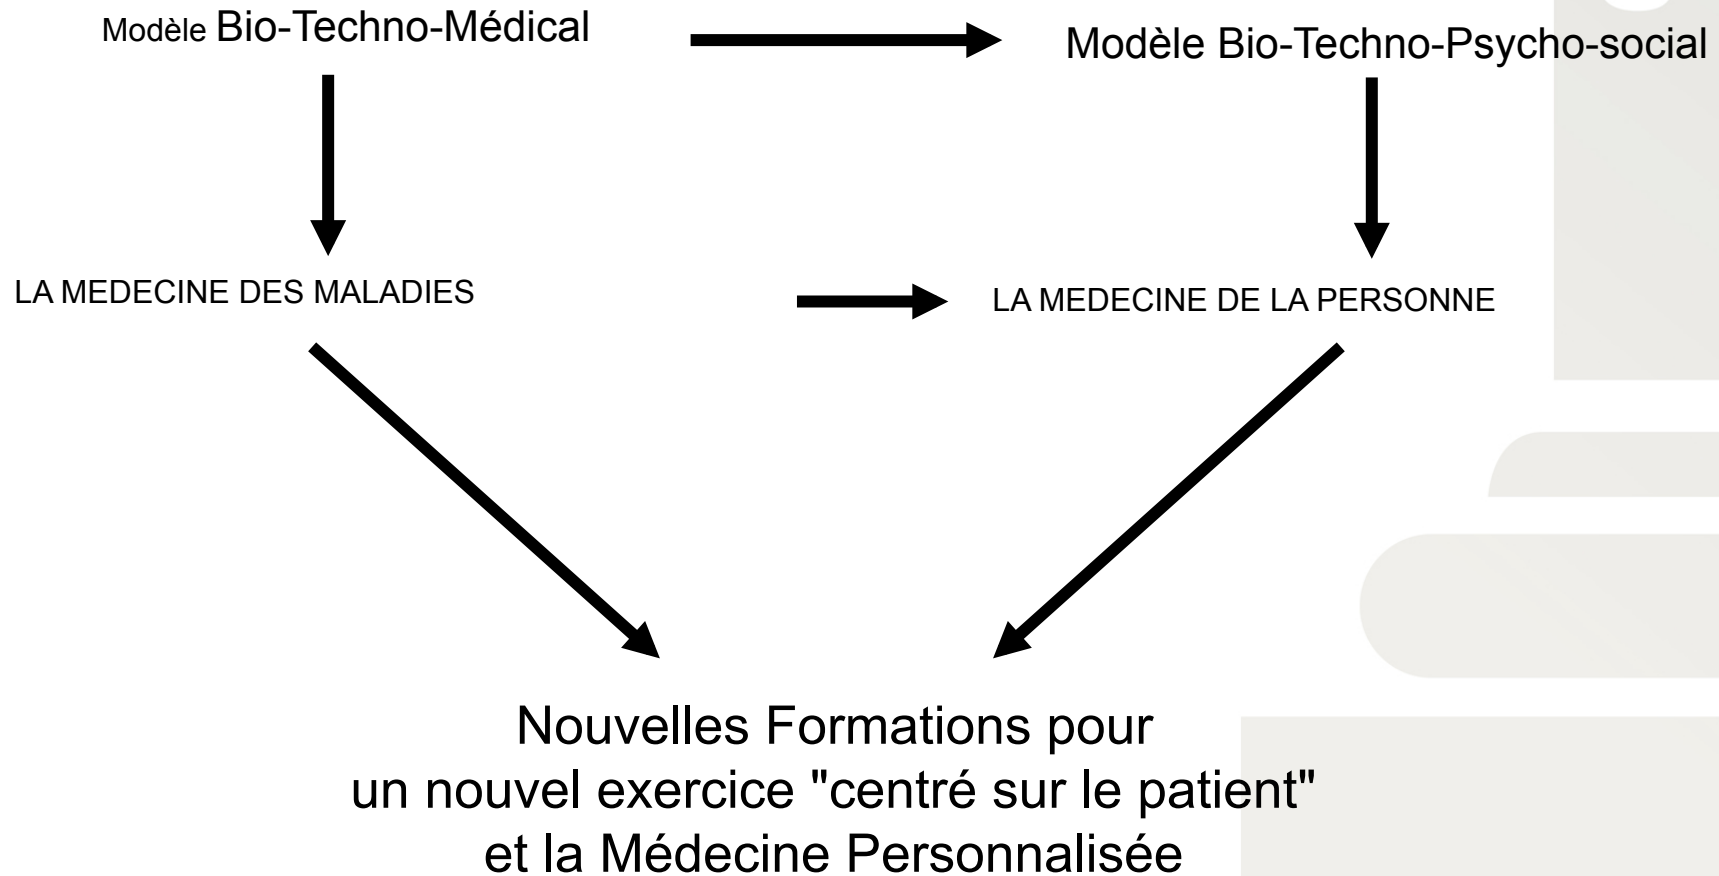 Modèle Bio-Techno-Médical
Modèle Bio-Techno-Psycho-social
LA MEDECINE DES MALADIES
LA MEDECINE DE LA PERSONNE
Nouvelles Formations pour
un nouvel exercice "centré sur le patient"
et la Médecine Personnalisée